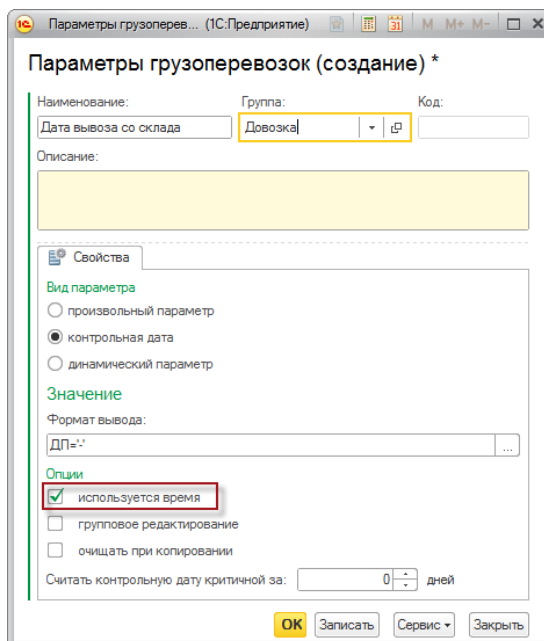 Параметры грузоперев... (1С:Предприятие) 31 M M+ M-
Параметры грузоперевозок (создание) *
Наименование: Группа: Код:
Дата вывоза со склада Довозка
Описание:
Свойства
Вид параметра
произвольный параметр
контрольная дата
динамический параметр
Значение
Формат вывода:
ДП='-' ...
Опции
используется время
групповое редактирование
очищать при копировании
Считать контрольную дату критичной за: 0 дней
ОК Записать Сервис Закрыть